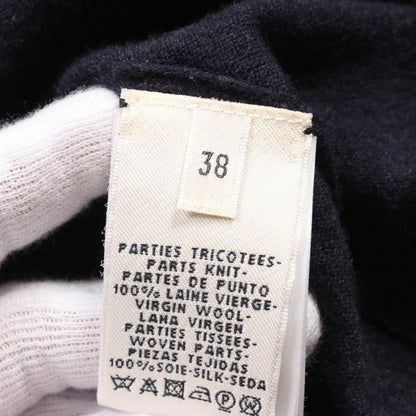 38
PARTIES TRICOTEES-
PARTS KNIT-
PARTES DE PUNTO
100% LAINE VIERGE-
VIRGIN WOOL-
LANA VIRGEN
PARTIES TISSEES-
WOVEN PARTS-
PIEZAS TEJIDAS
100% SOIE-SILK-SEDA